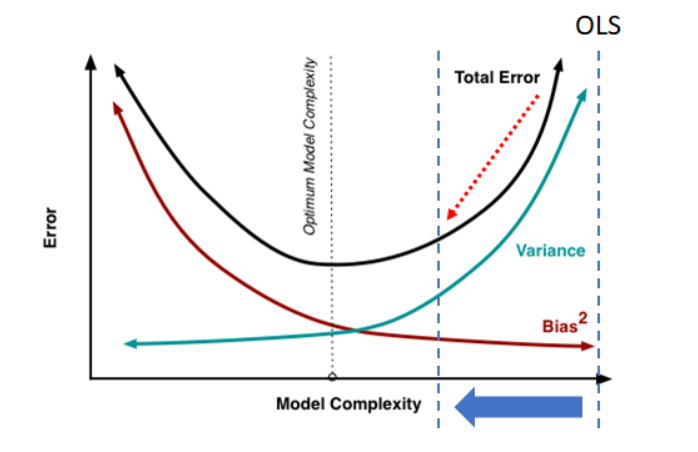 OLS
Total Error
Optimum Model Complexity
Error
Variance
Bias²
Model Complexity